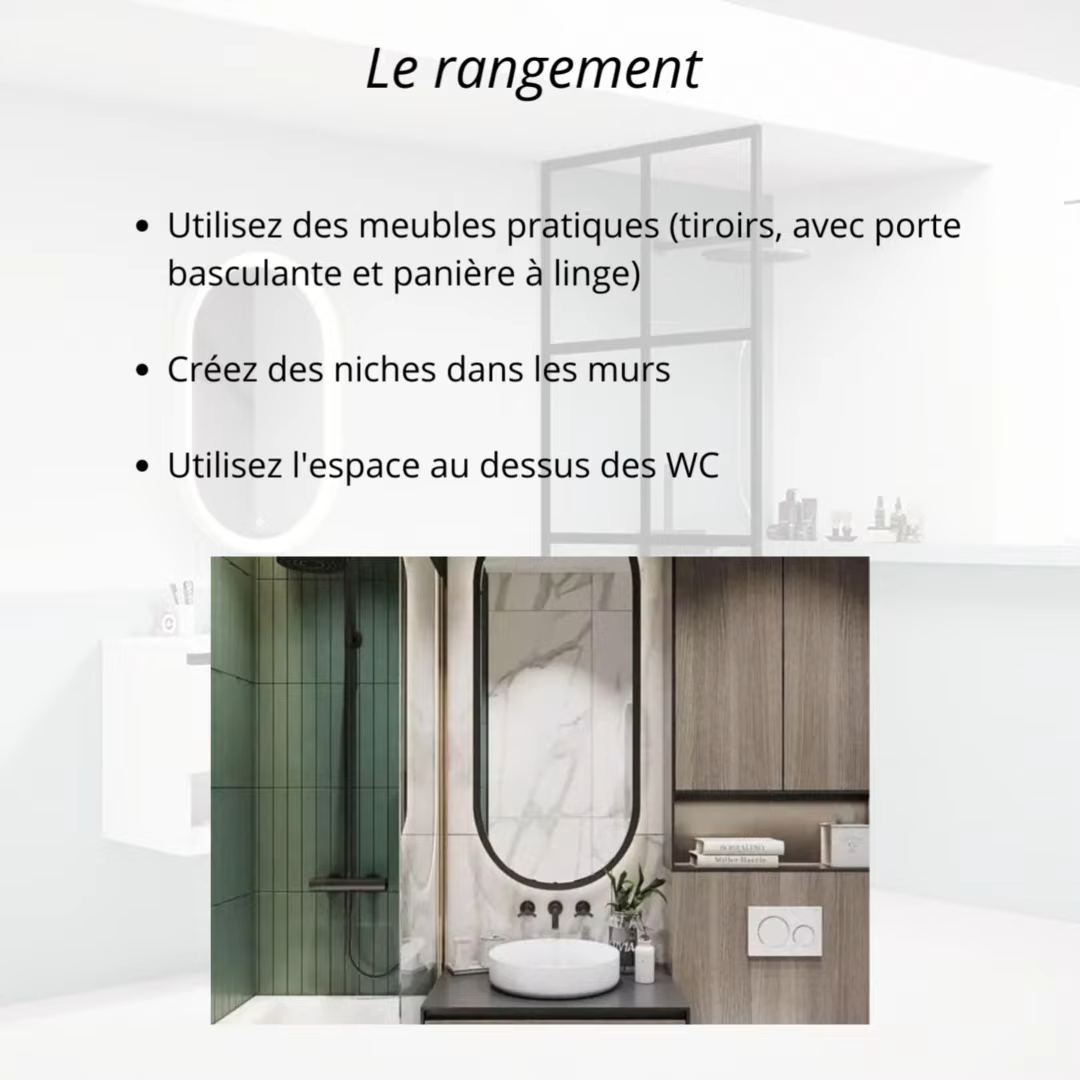 Le rangement
• Utilisez des meubles pratiques (tiroirs, avec porte
basculante et panière à linge)
• Créez des niches dans les murs
• Utilisez l'espace au dessus des WC